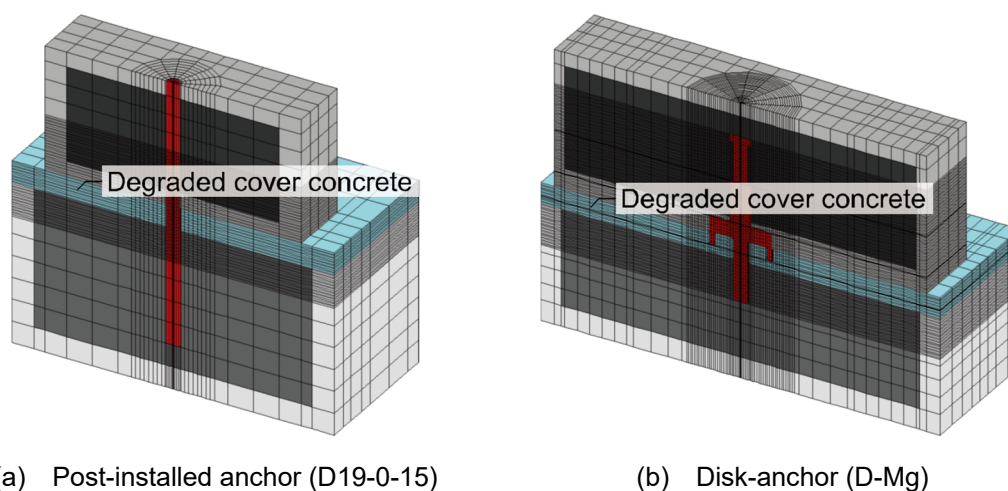 Degraded cover concrete
Degraded cover concrete
(a) Post-installed anchor (D19-0-15)
(b) Disk-anchor (D-Mg)